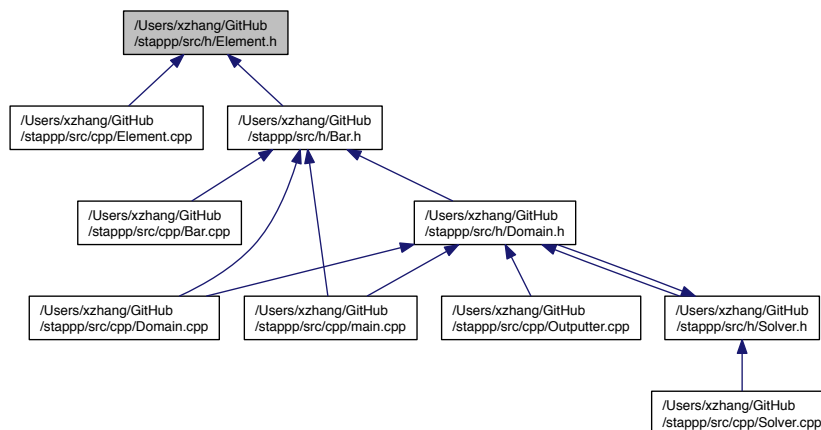 /Users/xzhang/GitHub
/stappp/src/h/Element.h
/Users/xzhang/GitHub
/stappp/src/cpp/Element.cpp
/Users/xzhang/GitHub
/stappp/src/h/Bar.h
/Users/xzhang/GitHub
/stappp/src/cpp/Bar.cpp
/Users/xzhang/GitHub
/stappp/src/h/Domain.h
/Users/xzhang/GitHub
/stappp/src/cpp/Domain.cpp
/Users/xzhang/GitHub
/stappp/src/cpp/main.cpp
/Users/xzhang/GitHub
/stappp/src/cpp/Outputter.cpp
/Users/xzhang/GitHub
/stappp/src/h/Solver.h
/Users/xzhang/GitHub
/stappp/src/cpp/Solver.cpp